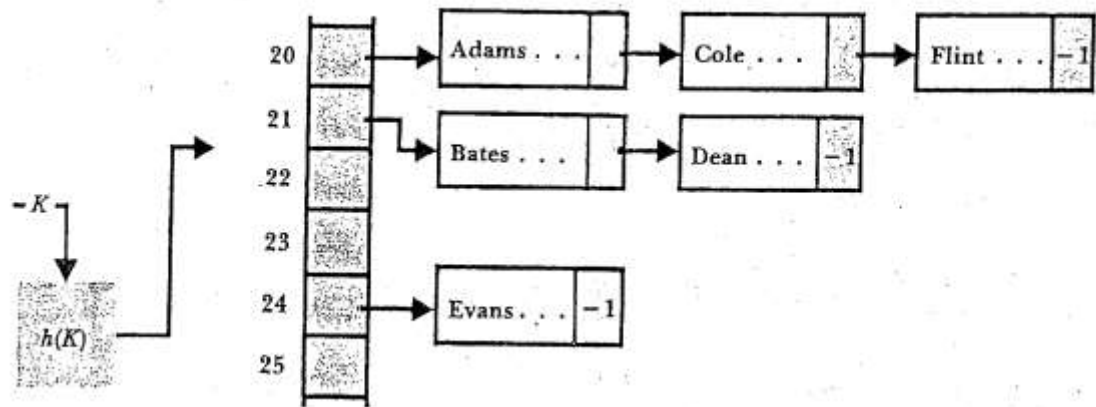 20 Adams . . . Cole . . . Flint . . . -1
21 Bates . . . Dean . . . -1
22
- K
23
24 Evans . . . -1
h(K)
25